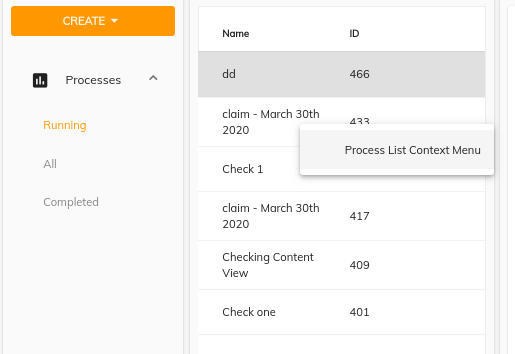 CREATE
Processes
Running
All
Completed
Name ID
dd 466
claim - March 30th
2020
433
Process List Context Menu
Check 1
claim - March 30th
2020
417
Checking Content
View
409
Check one 401